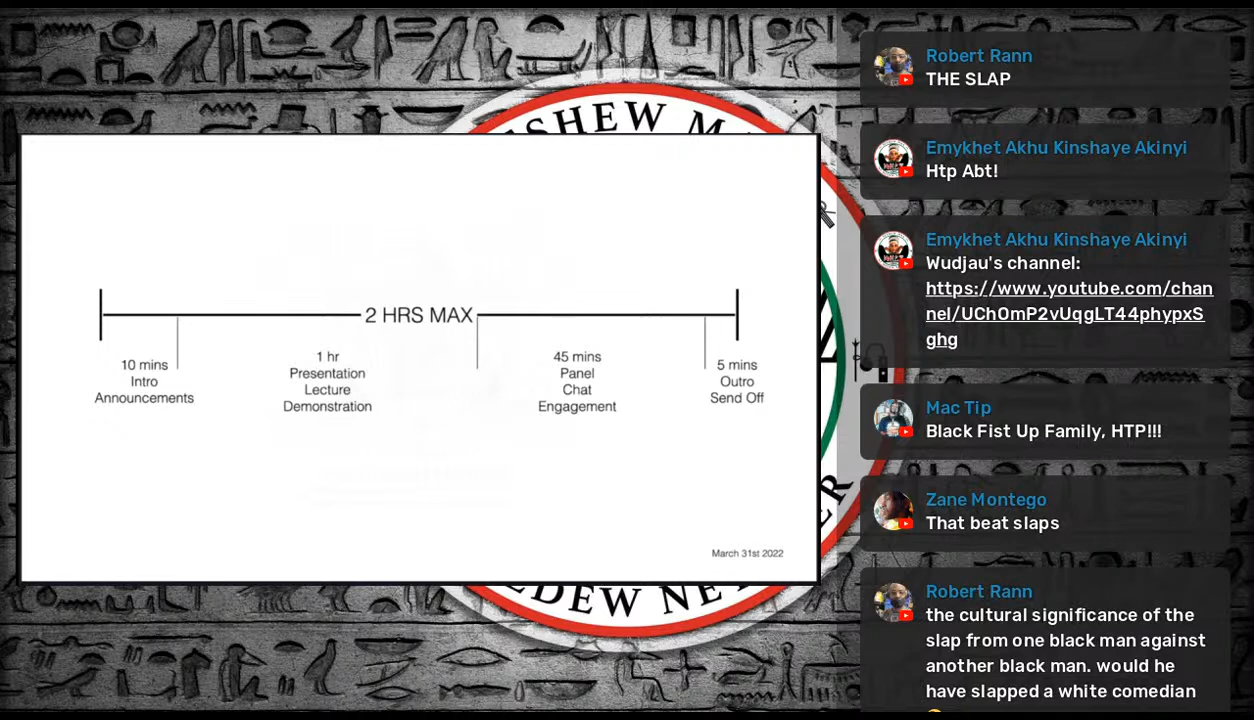 SHEW M
2 HRS MAX
10 mins
Intro
Announcements
1 hr
Presentation
Lecture
Demonstration
45 mins
Panel
Chat
Engagement
5 mins
Outro
Send Off
March 31st 2022
EDEW NE
ER
Robert Rann
THE SLAP
Emykhet Akhu Kinshaye Akinyi
Htp Abt!
Emykhet Akhu Kinshaye Akinyi
Wudjau's channel:
https://www.youtube.com/chan
nel/UChOmP2vUqgLT44phypxS
ghg
Mac Tip
Black Fist Up Family, HTP!!!
Zane Montego
That beat slaps
Robert Rann
the cultural significance of the
slap from one black man against
another black man. would he
have slapped a white comedian